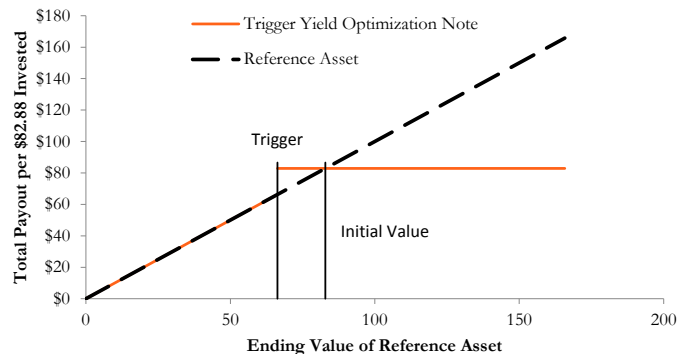 $180
$160
$140
$120
$100
$80
$60
$40
$20
$0
Total Payout per $82.88 Invested
Trigger Yield Optimization Note
Reference Asset
Trigger
Initial Value
0
50
100
150
200
Ending Value of Reference Asset